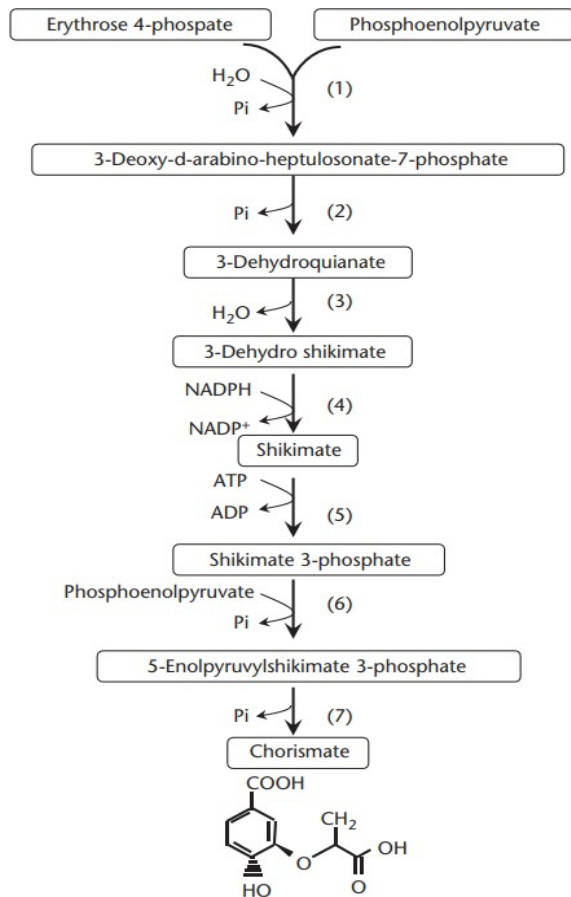 Erythrose 4-phospate
Phosphoenolpyruvate
H₂O
(1)
Pi
3-Deoxy-d-arabino-heptulosonate-7-phosphate
Pi
(2)
3-Dehydroquianate
(3)
H₂O
3-Dehydro shikimate
NADPH
(4)
NADP⁺
Shikimate
ATP
(5)
ADP
Shikimate 3-phosphate
Phosphoenolpyruvate
(6)
Pi
5-Enolpyruvylshikimate 3-phosphate
Pi
(7)
Chorismate
COOH
CH₂
OH
O
HO
O